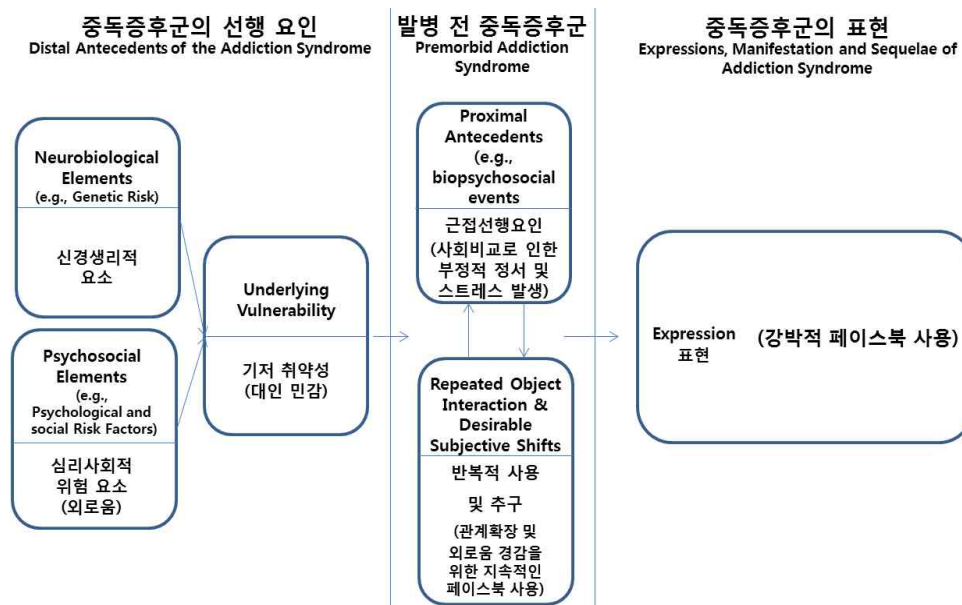 중독증후군의 선행 요인
Distal Antecedents of the Addiction Syndrome
발병 전 중독증후군
Premorbid Addiction
Syndrome
중독증후군의 표현
Expressions, Manifestation and Sequelae of
Addiction Syndrome
Neurobiological
Elements
(e.g., Genetic Risk)
신경생리적
요소
Psychosocial
Elements
(e.g.,
Psychological and
social Risk Factors)
심리사회적
위험 요소
(외로움)
Underlying
Vulnerability
기저 취약성
(대인 민감)
Proximal
Antecedents
(e.g.,
biopsychosocial
events
근접선행요인
(사회비교로 인한
부정적 정서 및
스트레스 발생)
Repeated Object
Interaction &
Desirable
Subjective Shifts
반복적 사용
및 추구
(관계확장 및
외로움 경감을
위한 지속적인
페이스북 사용)
Expression
표현
(강박적 페이스북 사용)